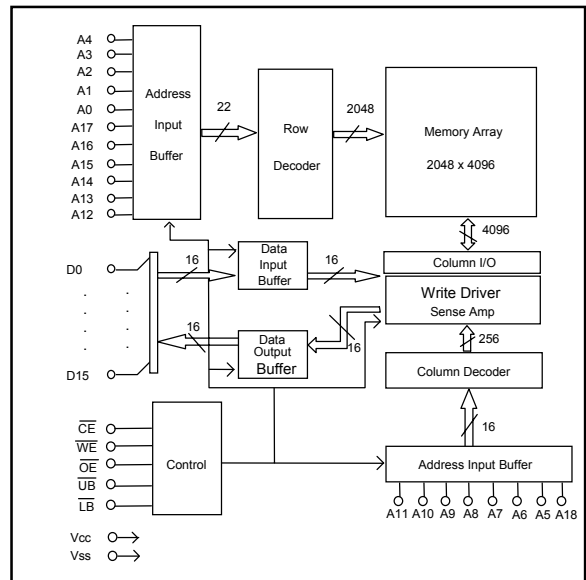 A4
A3
A2
A1
A0
A17
A16
A15
A14
A13
A12
Address
Input
Buffer
22
Row
Decoder
2048
Memory Array
2048 x 4096
4096
D0
. .
. .
. .
. .
D15
16
Data
Input
Buffer
16
Column I/O
Write Driver
Sense Amp
16
Data
Output
Buffer
16
256
Column Decoder
16
CE
WE
OE
UB
LB
Control
Address Input Buffer
A11 A10 A9 A8 A7 A6 A5 A18
Vcc
Vss